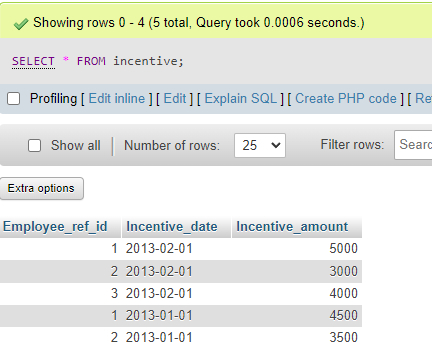 Showing rows 0 - 4 (5 total, Query took 0.0006 seconds.)
SELECT * FROM incentive;
Profiling [ Edit inline ] [ Edit ] [ Explain SQL ] [ Create PHP code ] [ Re
Show all | Number of rows: 25 Filter rows: Searc
Extra options
Employee_ref_id Incentive_date Incentive_amount
1 2013-02-01 5000
2 2013-02-01 3000
3 2013-02-01 4000
1 2013-01-01 4500
2 2013-01-01 3500